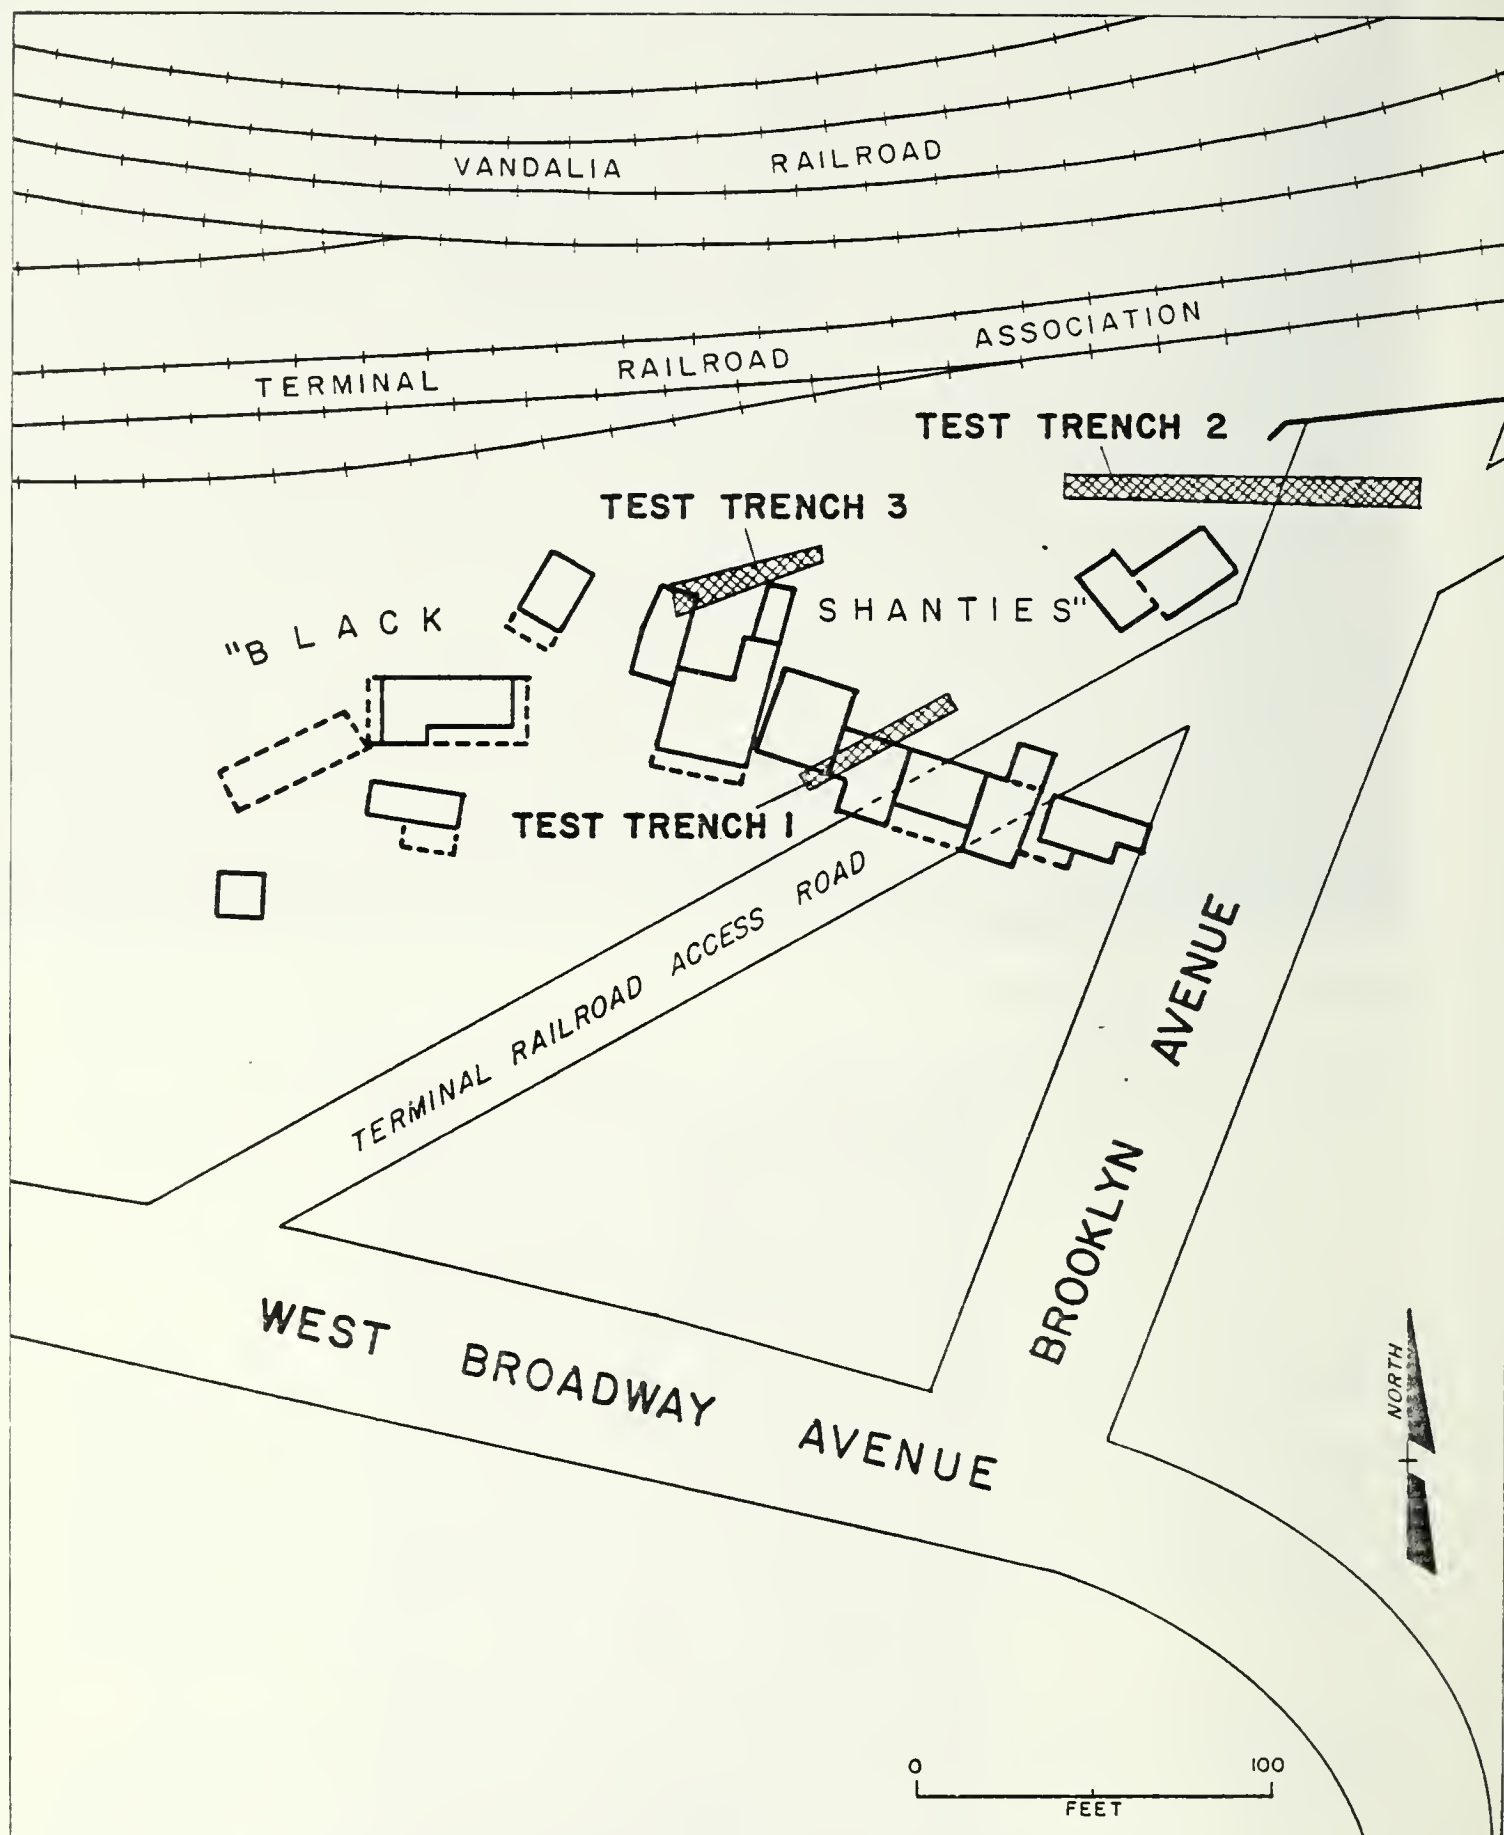 VANDALIA RAILROAD
TERMINAL RAILROAD ASSOCIATION
TEST TRENCH 2
TEST TRENCH 3
"BLACK SHANTIES"
TEST TRENCH 1
TERMINAL RAILROAD ACCESS ROAD
BROOKLYN AVENUE
WEST BROADWAY AVENUE
NORTH
0 100
FEET